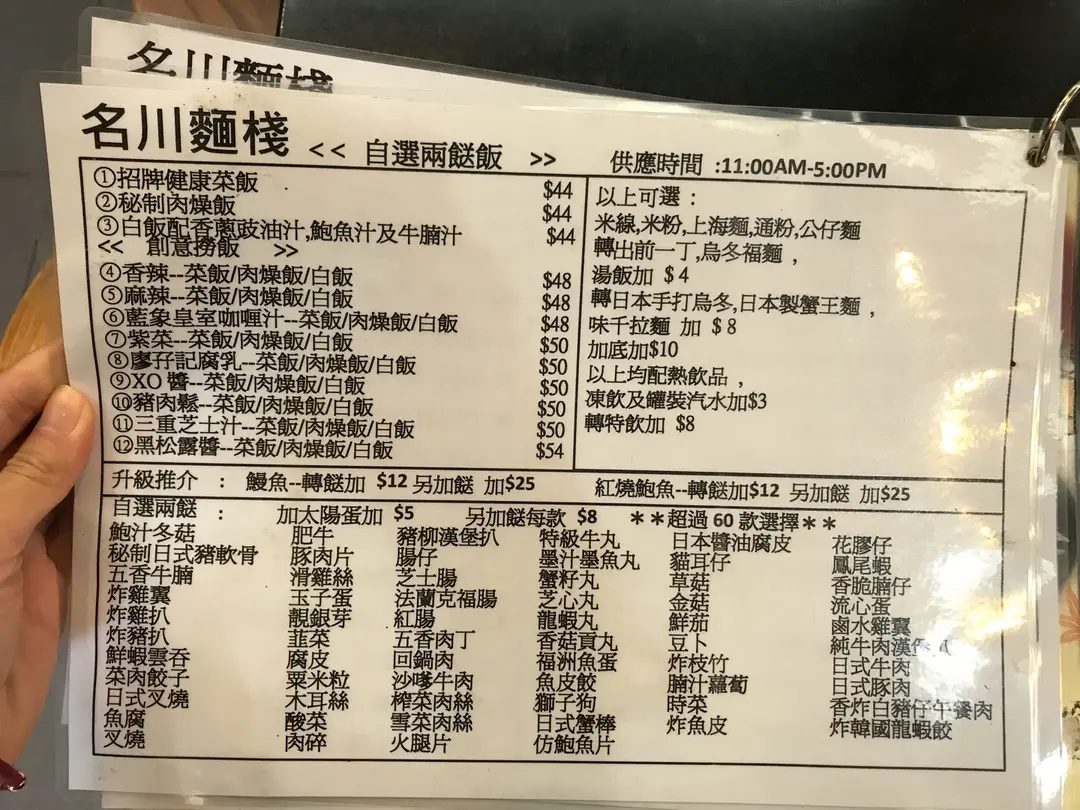 名川麵棧
名川麵棧 << 自選兩餸飯 >> 供應時間 :11:00AM-5:00PM
①招牌健康菜飯 $44
②秘制肉燥飯 $44
③白飯配香蔥豉油汁,鮑魚汁及牛腩汁 $44
<< 創意撈飯 >>
④香辣--菜飯/肉燥飯/白飯 $48
⑤麻辣--菜飯/肉燥飯/白飯 $48
⑥藍象皇室咖喱汁--菜飯/肉燥飯/白飯 $48
⑦紫菜--菜飯/肉燥飯/白飯 $50
⑧廖孖記腐乳--菜飯/肉燥飯/白飯 $50
⑨XO 醬--菜飯/肉燥飯/白飯 $50
⑩豬肉鬆--菜飯/肉燥飯/白飯 $50
⑪三重芝士汁--菜飯/肉燥飯/白飯 $50
⑫黑松露醬--菜飯/肉燥飯/白飯 $54
以上可選 :
米線,米粉,上海麵,通粉,公仔麵
轉出前一丁,烏冬福麵 ,
湯飯加 $4
轉日本手打烏冬,日本製蟹王麵 ,
味千拉麵 加 $8
加底加$10
以上均配熱飲品 ,
凍飲及罐裝汽水加$3
轉特飲加 $8
升級推介 : 鰻魚--轉餸加 $12 另加餸 加$25 紅燒鮑魚--轉餸加$12 另加餸 加$25
自選兩餸 : 加太陽蛋加 $5 另加餸每款 $8 **超過 60 款選擇**
鮑汁冬菇 肥牛 豬柳漢堡扒 特級牛丸 日本醬油腐皮 花膠仔
秘制日式豬軟骨 豚肉片 腸仔 墨汁墨魚丸 貓耳仔 鳳尾蝦
五香牛腩 滑雞絲 芝士腸 蟹籽丸 草菇 香脆腩仔
炸雞翼 玉子蛋 法蘭克福腸 芝心丸 金菇 流心蛋
炸雞扒 靚銀芽 紅腸 龍蝦丸 鮮茄 鹵水雞翼
炸豬扒 韮菜 五香肉丁 香菇貢丸 豆卜 純牛肉漢堡扒
鮮蝦雲吞 腐皮 回鍋肉 福洲魚蛋 炸枝竹 日式牛肉
菜肉餃子 粟米粒 沙嗲牛肉 魚皮餃 腩汁蘿蔔 日式豚肉
日式叉燒 木耳絲 榨菜肉絲 獅子狗 時菜 香炸白豬仔午餐肉
魚腐 酸菜 雪菜肉絲 日式蟹棒 炸魚皮 炸韓國龍蝦餃
叉燒 肉碎 火腿片 仿鮑魚片